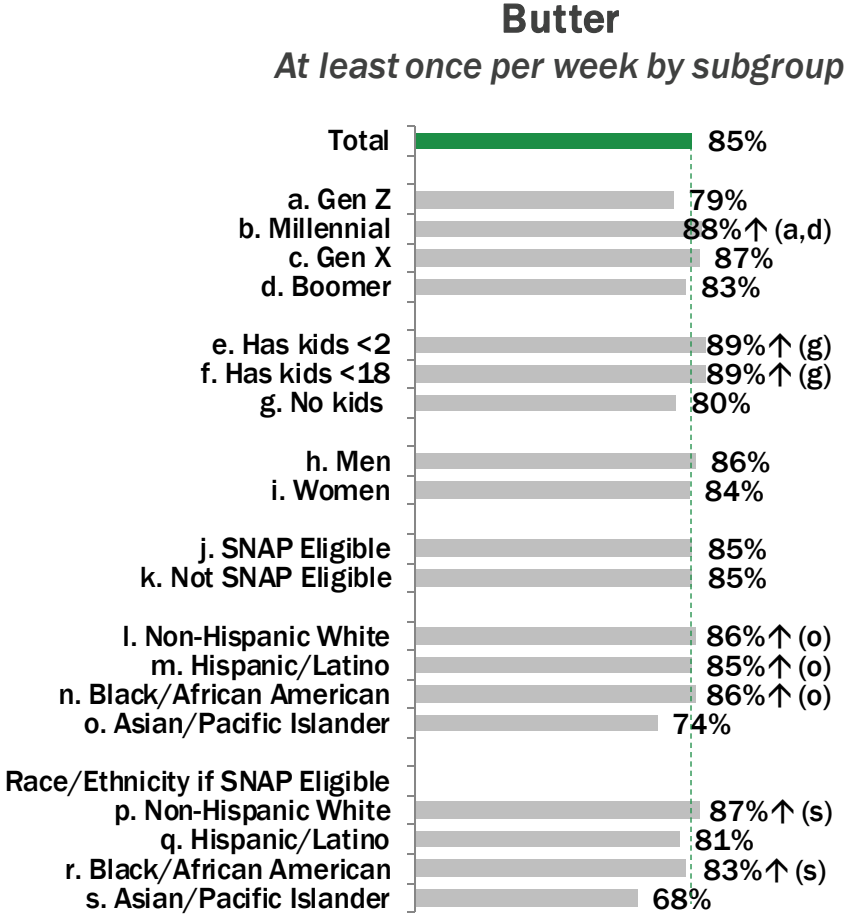 Butter
At least once per week by subgroup
Total 85%
a. Gen Z 79%
b. Millennial 88%↑ (a,d)
c. Gen X 87%
d. Boomer 83%
e. Has kids <2 89%↑ (g)
f. Has kids <18 89%↑ (g)
g. No kids 80%
h. Men 86%
i. Women 84%
j. SNAP Eligible 85%
k. Not SNAP Eligible 85%
l. Non-Hispanic White 86%↑ (o)
m. Hispanic/Latino 85%↑ (o)
n. Black/African American 86%↑ (o)
o. Asian/Pacific Islander 74%
Race/Ethnicity if SNAP Eligible
p. Non-Hispanic White 87%↑ (s)
q. Hispanic/Latino 81%
r. Black/African American 83%↑ (s)
s. Asian/Pacific Islander 68%